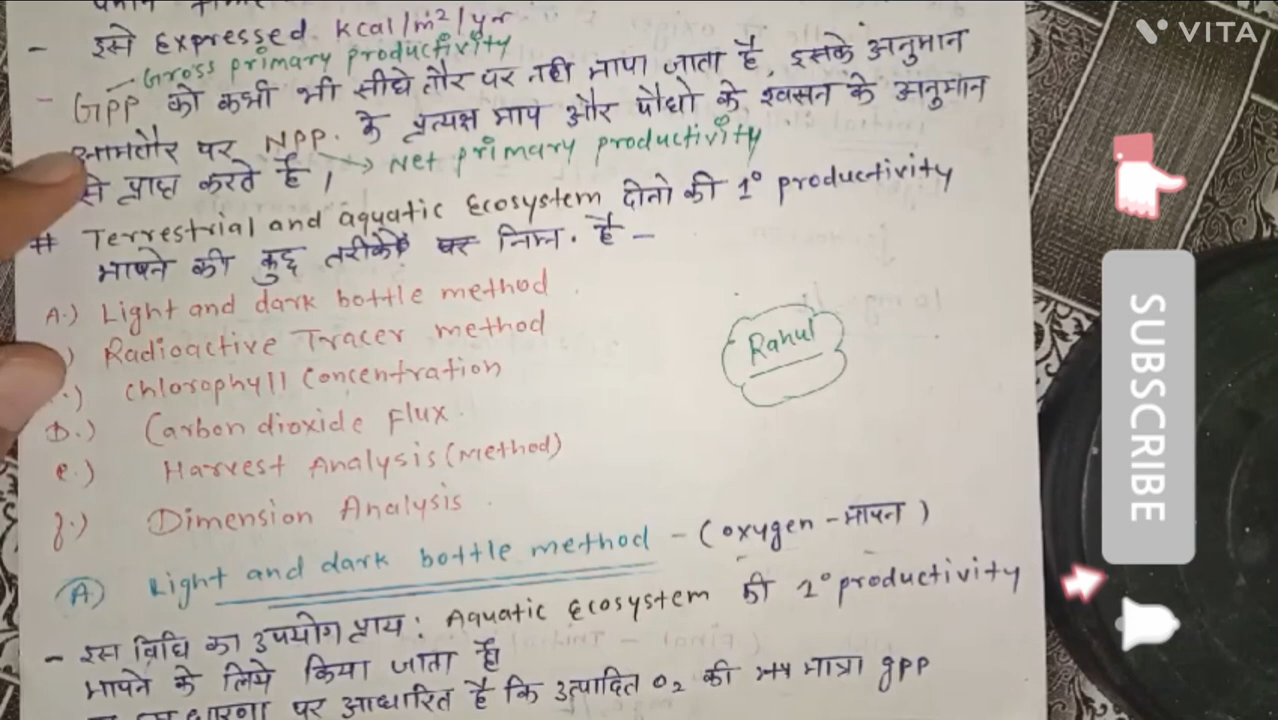 - इसे Expressed. Kcal/m²/yr
Gross primary productivity
- GPP को कभी भी सीधे तौर पर नही मापा जाता है, इसके अनुमान
आमतौर पर NPP. के प्रत्यक्ष माप और पौधो के श्वसन के अनुमान
से प्राप्त करते है।
→ Net primary productivity
# Terrestrial and aquatic Ecosystem दोनो की 1° productivity
मापने की कुछ तरीके निम्न. है -
A.) Light and dark bottle method
) Radioactive Tracer method
.) Chlorophyll Concentration
D.) Carbon dioxide Flux.
e.) Harvest Analysis (Method)
f.) Dimension Analysis.
Rahul
A.) Light and dark bottle method - (oxygen - मापन)
- इस विधि का उपयोग प्राय: Aquatic Ecosystem की 1° productivity
मापने के लिये किया जाता है।
धारणा पर आधारित है कि उत्पादित O₂ की मात्रा gpp
VITA
SUBSCRIBE